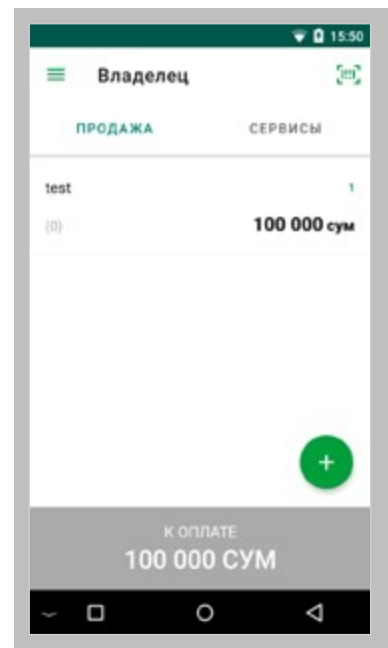 15:50
Владелец
ПРОДАЖА СЕРВИСЫ
test 1
(0) 100 000 сум
+
К ОПЛАТЕ
100 000 СУМ